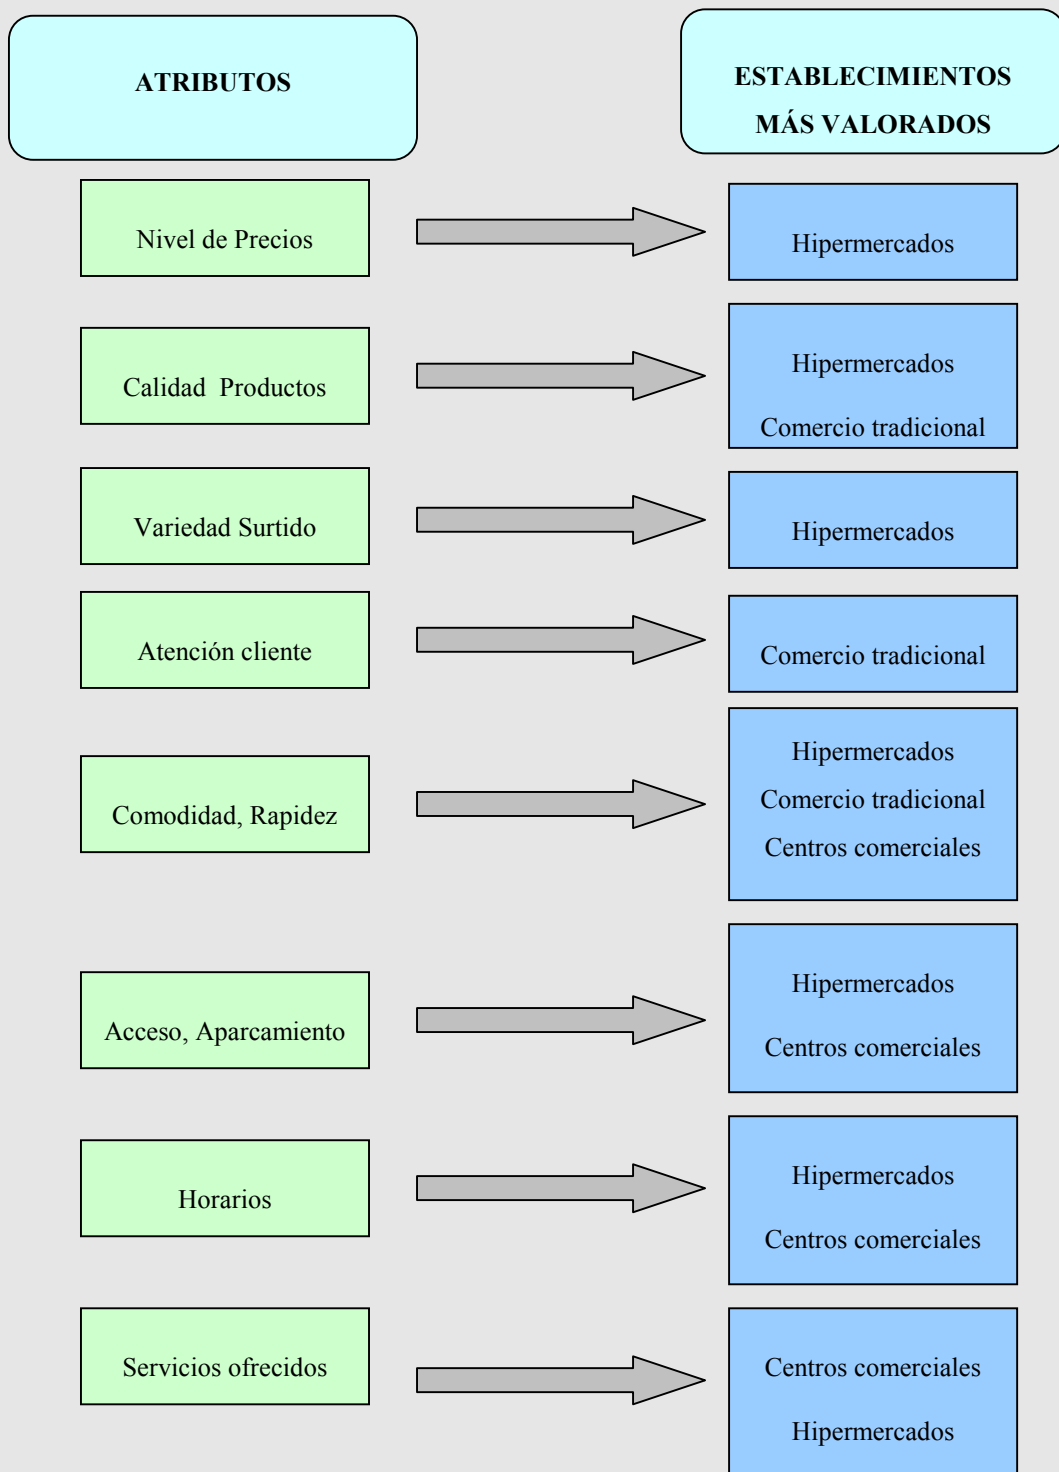 ATRIBUTOS
ESTABLECIMIENTOS
MÁS VALORADOS
Nivel de Precios
Hipermercados
Calidad Productos
Hipermercados
Comercio tradicional
Variedad Surtido
Hipermercados
Atención cliente
Comercio tradicional
Comodidad, Rapidez
Hipermercados
Comercio tradicional
Centros comerciales
Acceso, Aparcamiento
Hipermercados
Centros comerciales
Horarios
Hipermercados
Centros comerciales
Servicios ofrecidos
Centros comerciales
Hipermercados